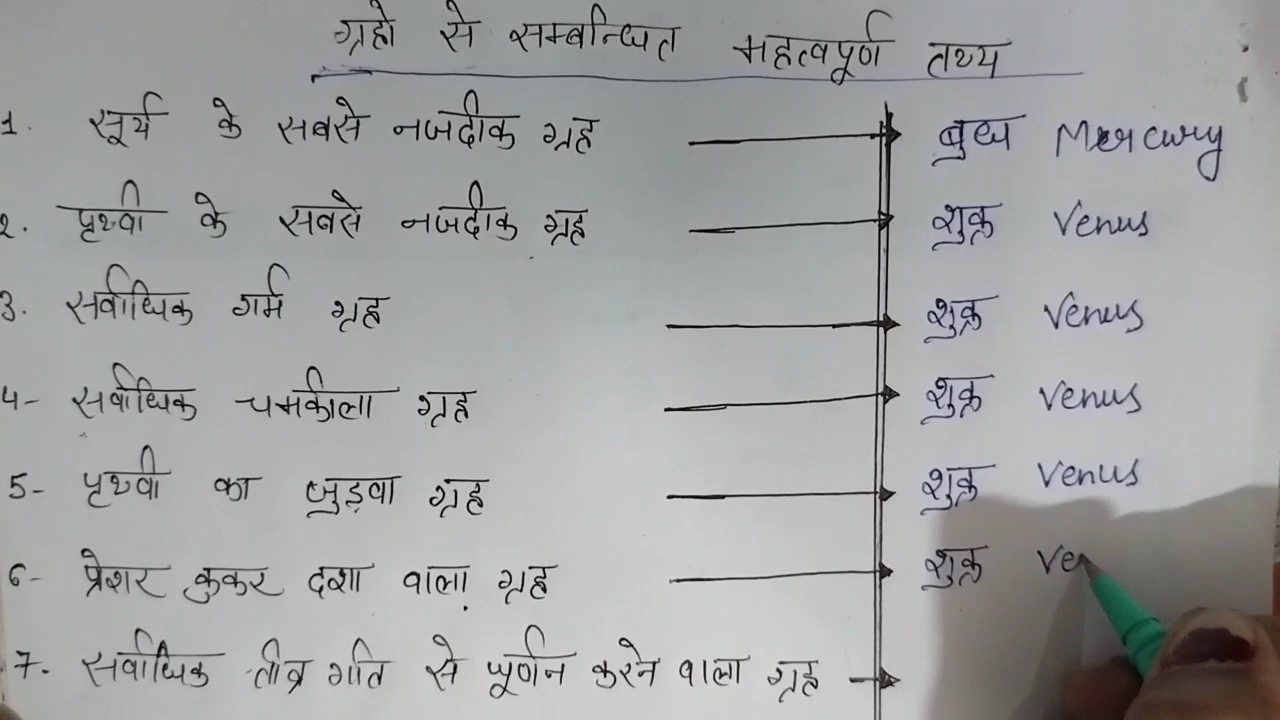 ग्रहो से सम्बन्धित महत्वपूर्ण तथ्य
1. सूर्य के सबसे नजदीक ग्रह → बुध Mercury
2. पृथ्वी के सबसे नजदीक ग्रह → शुक्र Venus
3. सर्वाधिक गर्म ग्रह → शुक्र Venus
4- सर्वाधिक चमकीला ग्रह → शुक्र Venus
5- पृथ्वी का जुड़वा ग्रह → शुक्र Venus
6- प्रेशर कुकर दशा वाला ग्रह → शुक्र Ve
7. सर्वाधिक तीव्र गति से घूर्णन करने वाला ग्रह →